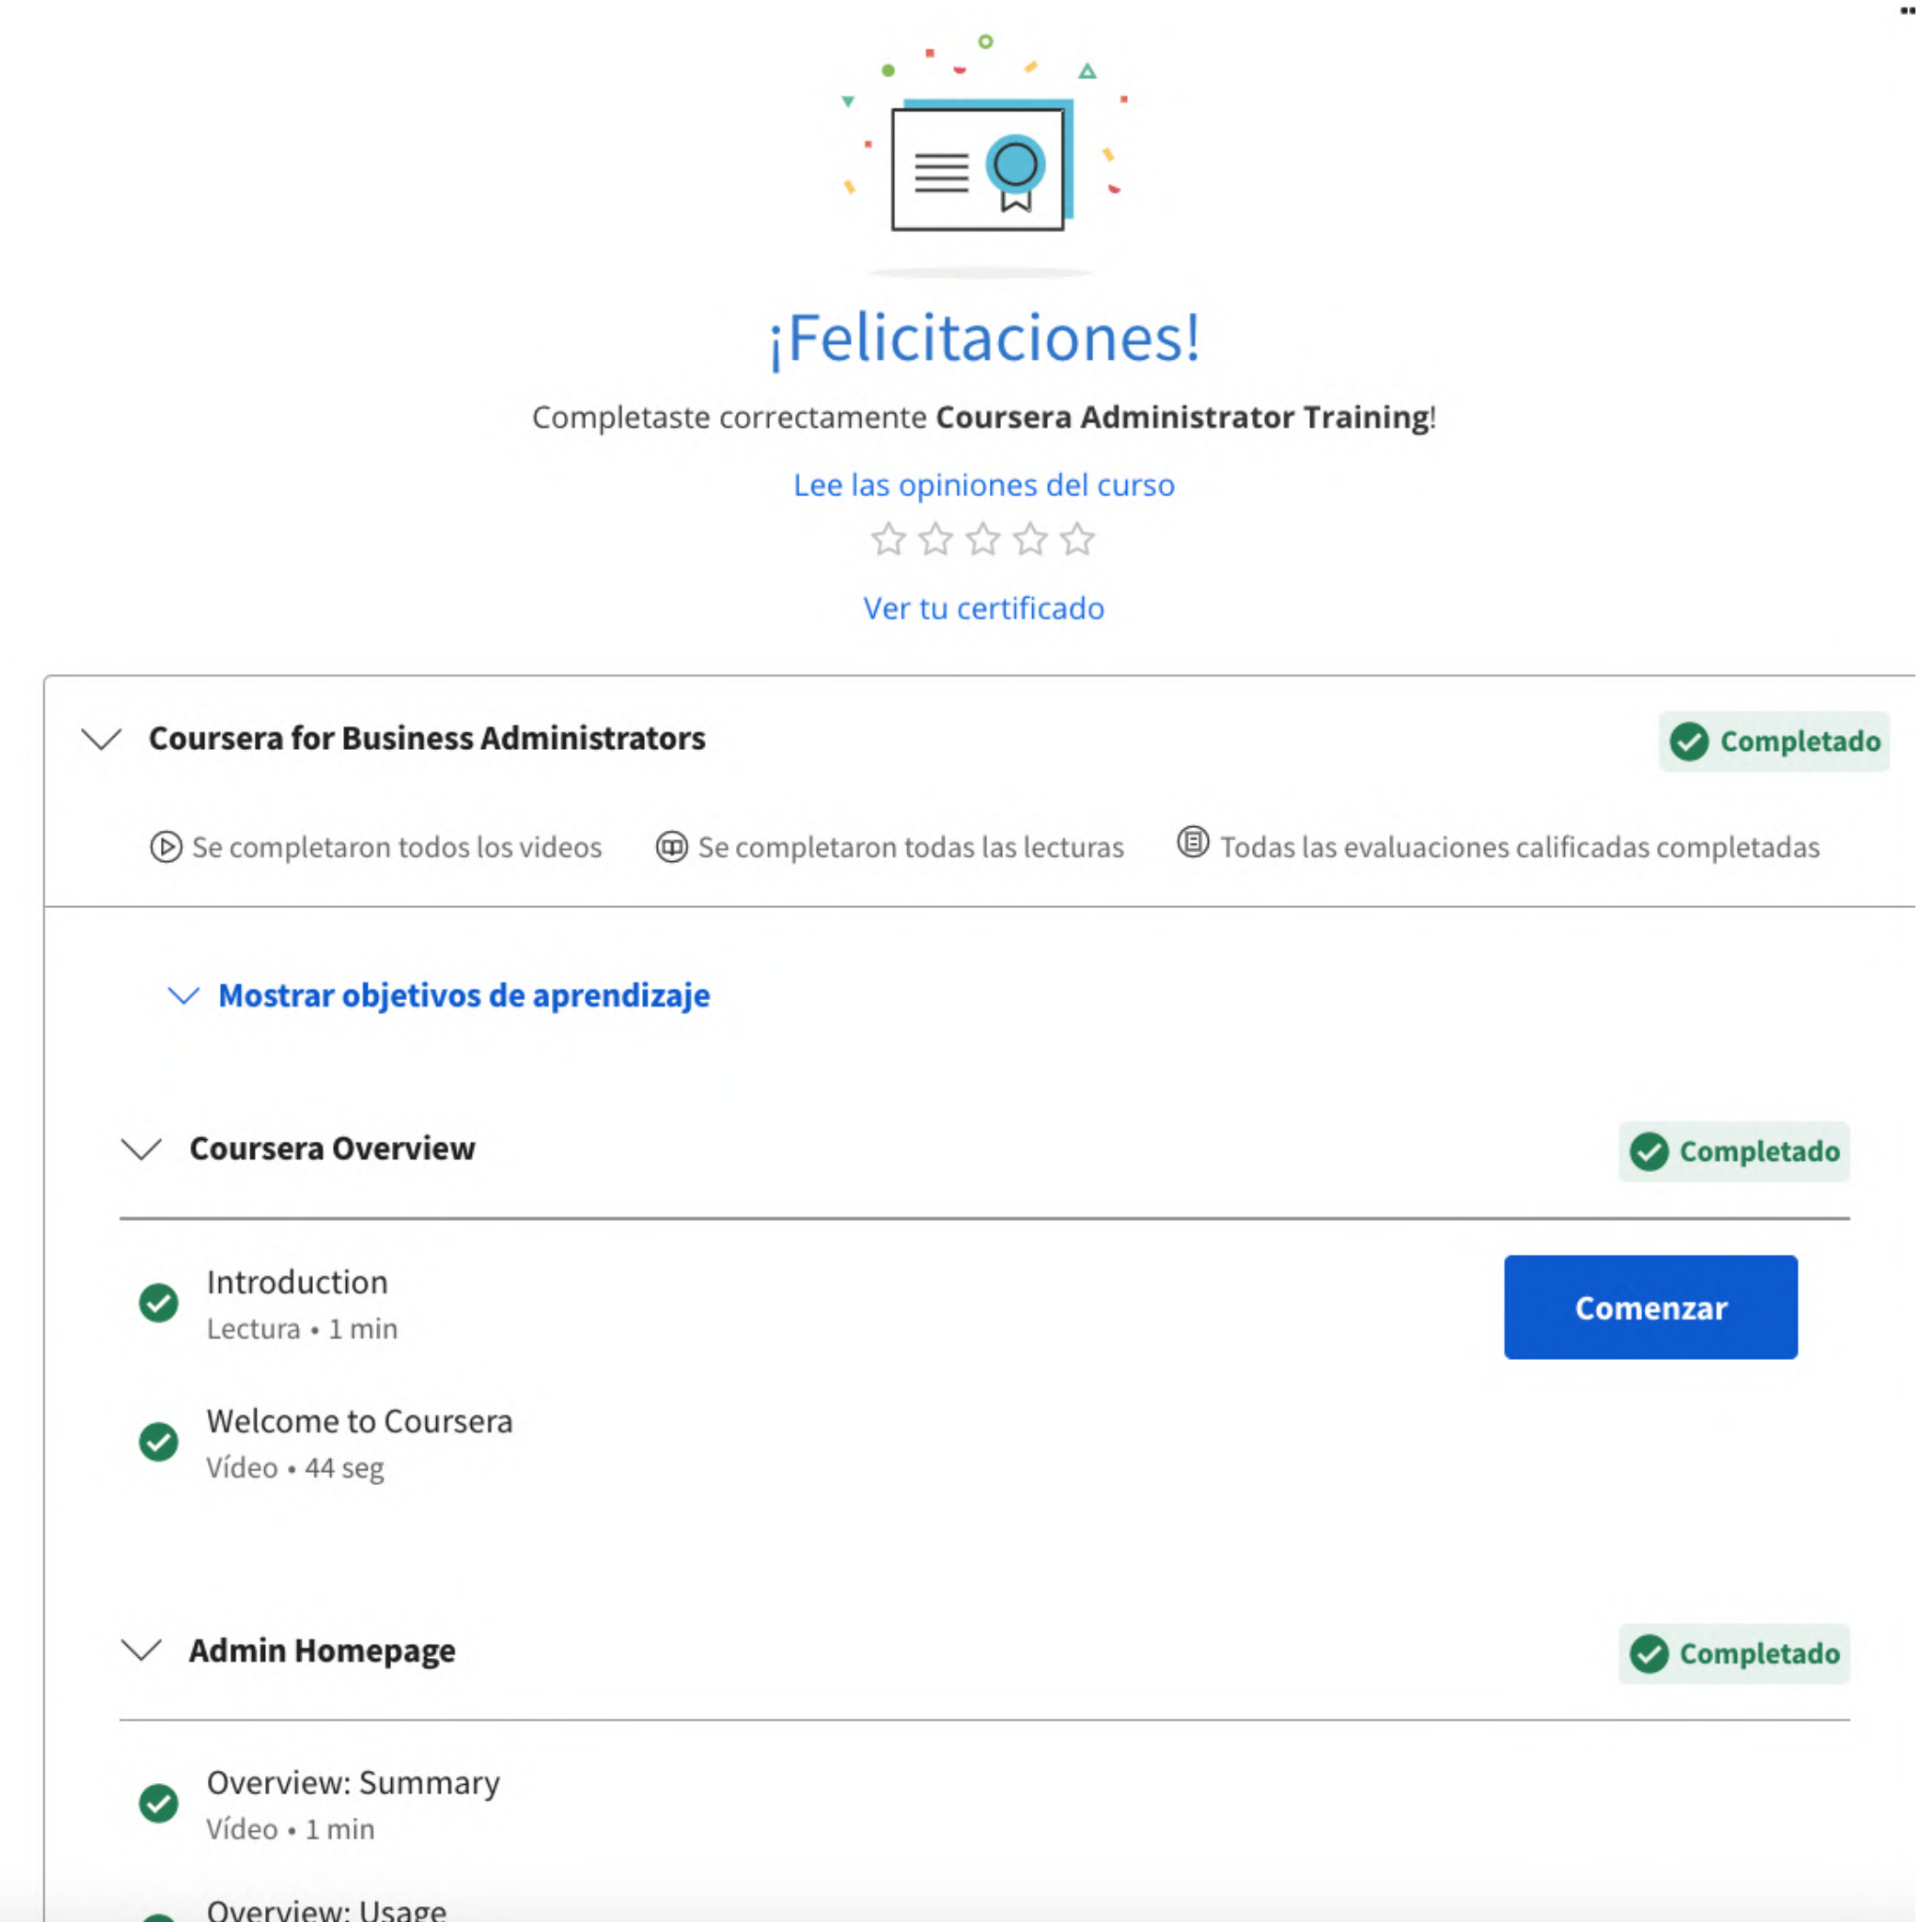 ¡Felicitaciones!
Completaste correctamente Coursera Administrator Training!
Lee las opiniones del curso
Ver tu certificado
Coursera for Business Administrators
Completado
Se completaron todos los videos
Se completaron todas las lecturas
Todas las evaluaciones calificadas completadas
Mostrar objetivos de aprendizaje
Coursera Overview
Completado
Introduction
Lectura • 1 min
Comenzar
Welcome to Coursera
Vídeo • 44 seg
Admin Homepage
Completado
Overview: Summary
Vídeo • 1 min
Overview: Usage